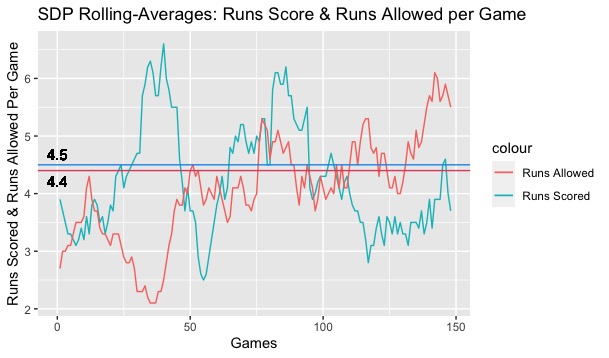 SDP Rolling-Averages: Runs Score & Runs Allowed per Game
Runs Scored & Runs Allowed Per Game
6
5
4
3
2
4.5
4.4
0
50
100
150
Games
colour
Runs Allowed
Runs Scored